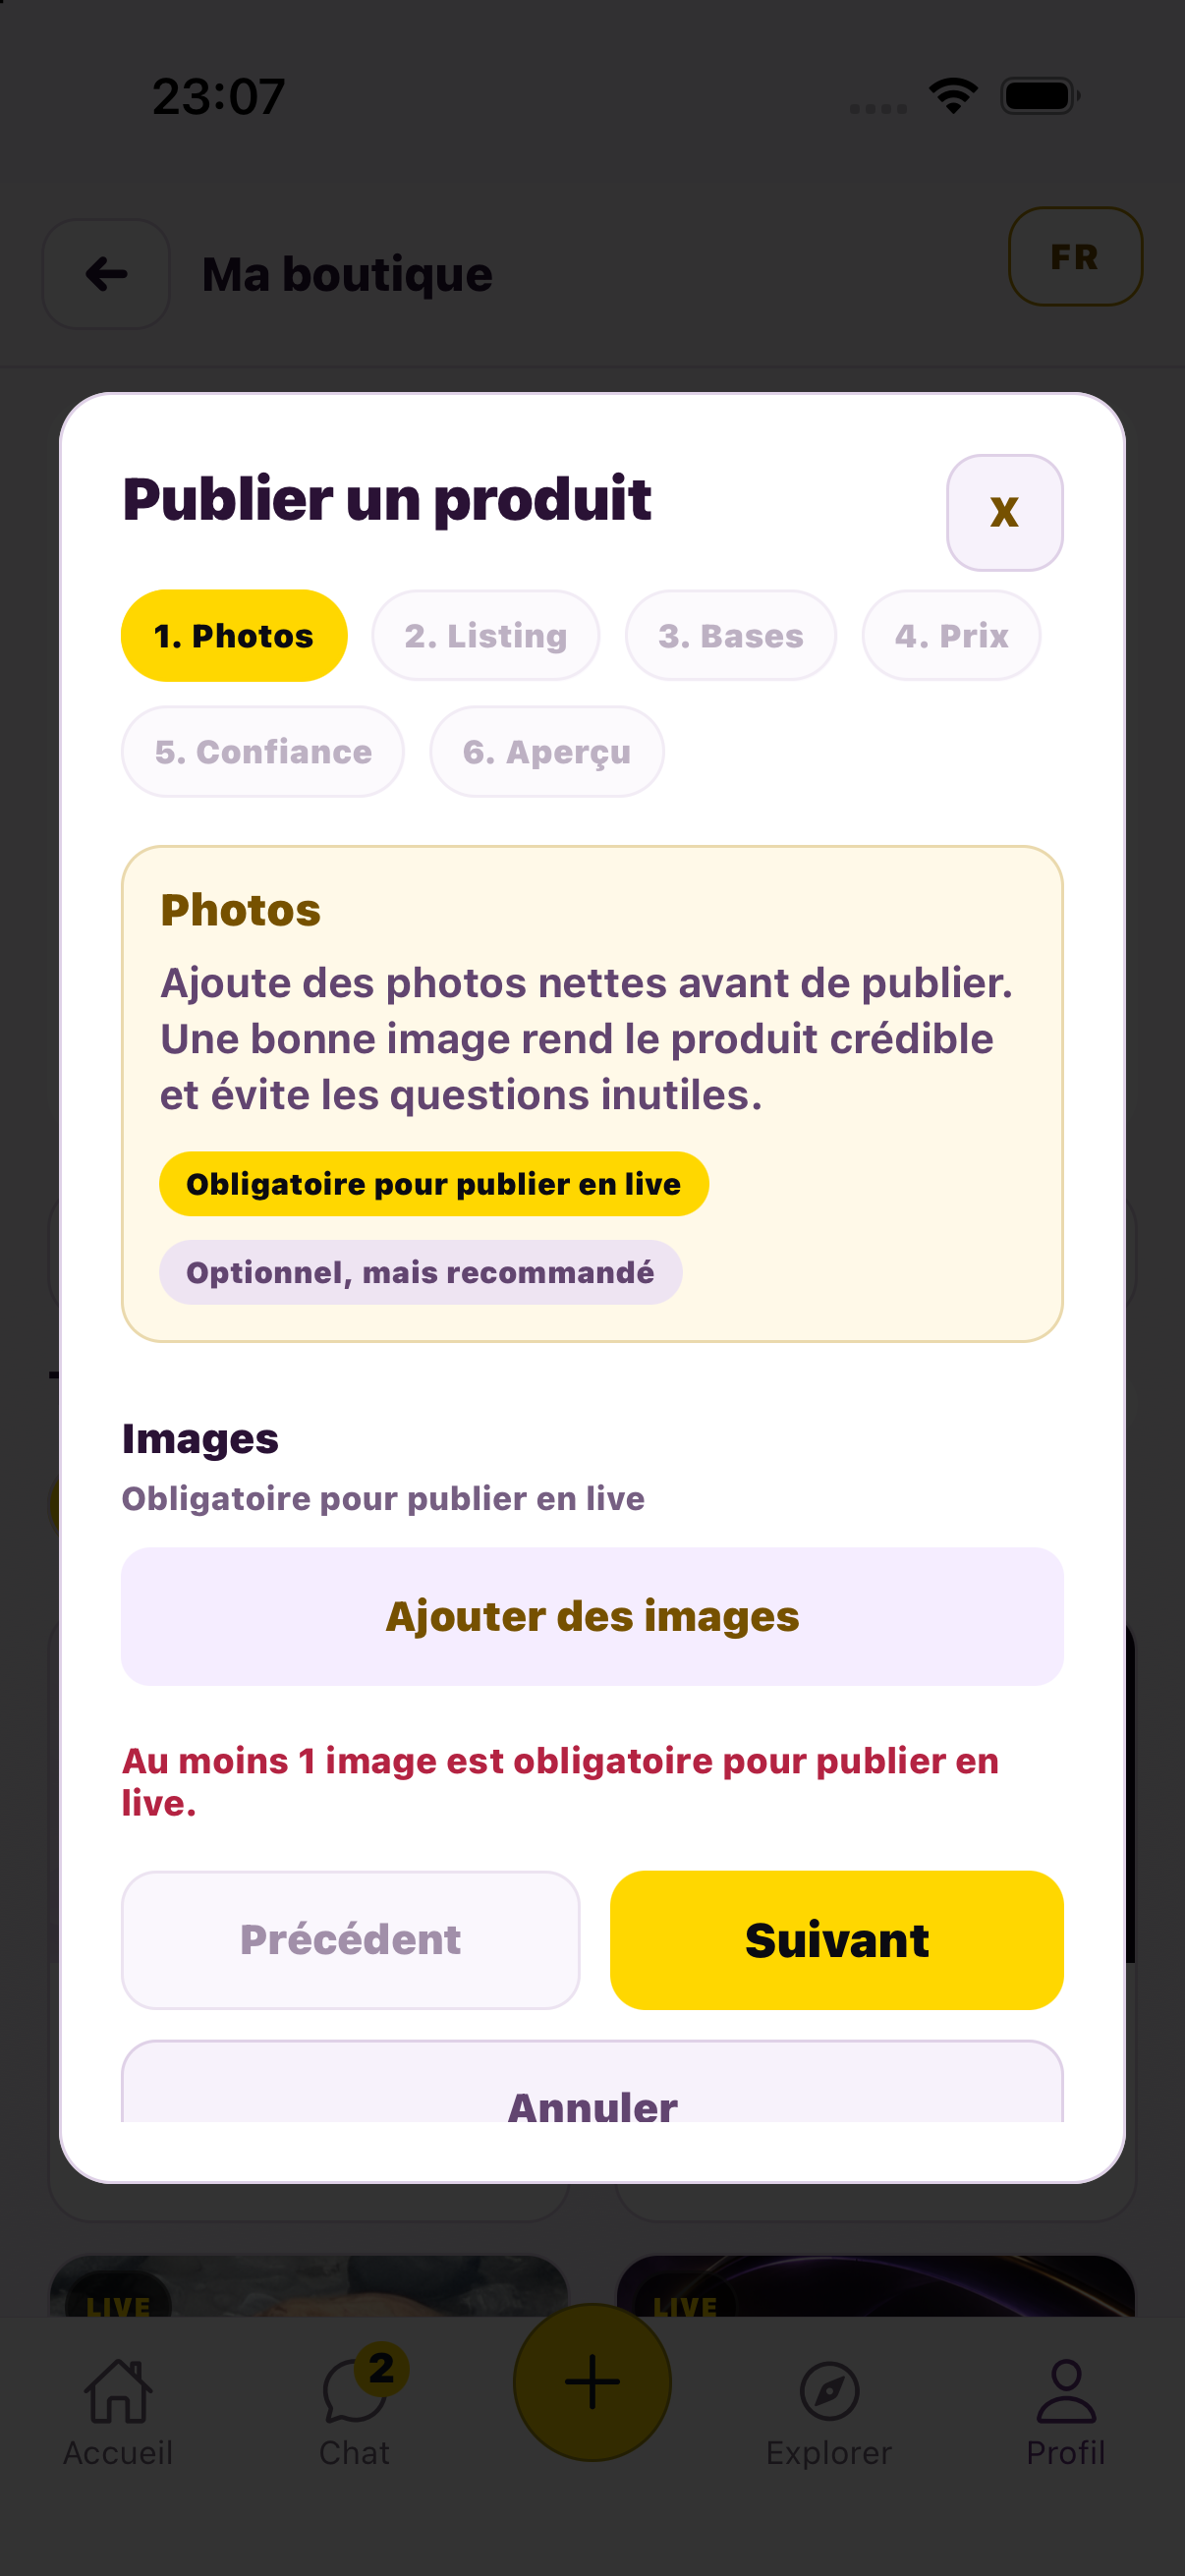 23:07
Ma boutique
FR
Publier un produit
X
1. Photos
2. Listing
3. Bases
4. Prix
5. Confiance
6. Aperçu
Photos
Ajoute des photos nettes avant de publier.
Une bonne image rend le produit crédible
et évite les questions inutiles.
Obligatoire pour publier en live
Optionnel, mais recommandé
Images
Obligatoire pour publier en live
Ajouter des images
Au moins 1 image est obligatoire pour publier en
live.
Précédent
Suivant
Annuler
LIVE
LIVE
2
Accueil
Chat
Explorer
Profil